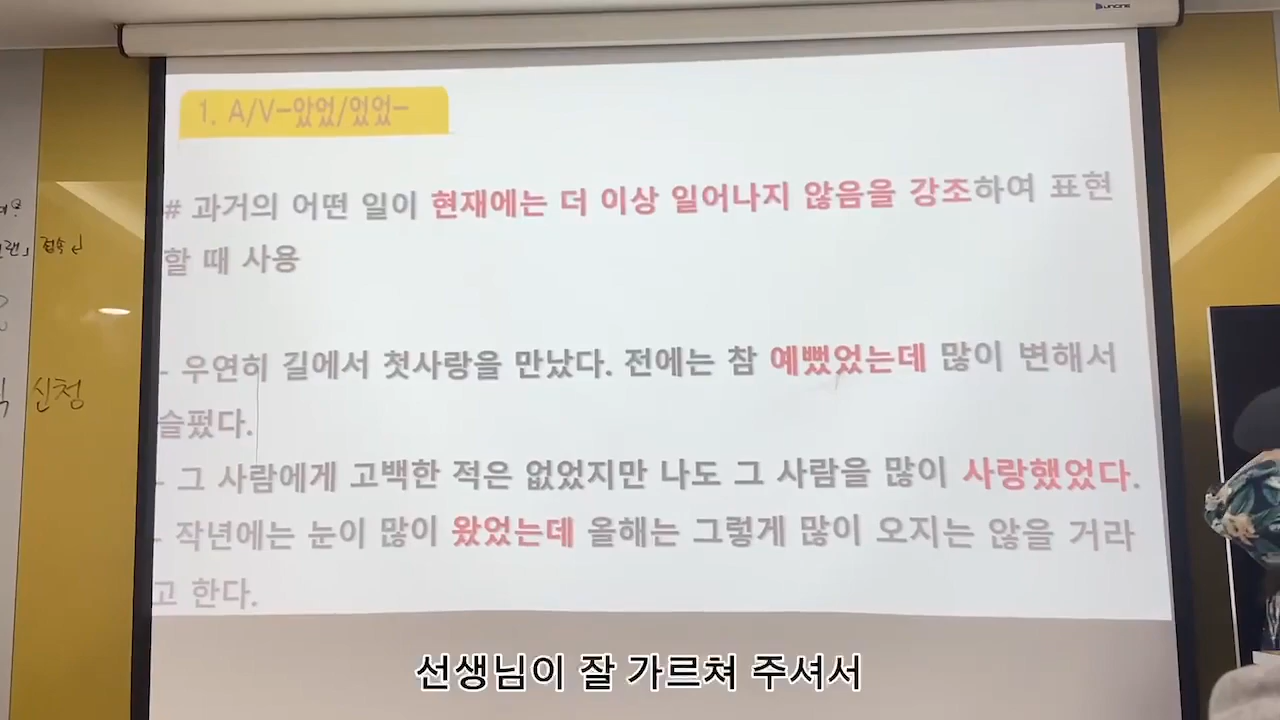 1. A/V-았었/었었-
# 과거의 어떤 일이 현재에는 더 이상 일어나지 않음을 강조하여 표현
할 때 사용
- 우연히 길에서 첫사랑을 만났다. 전에는 참 예뻤었는데 많이 변해서
슬펐다.
- 그 사람에게 고백한 적은 없었지만 나도 그 사람을 많이 사랑했었다.
- 작년에는 눈이 많이 왔었는데 올해는 그렇게 많이 오지는 않을 거라
고 한다.
접속
신청
선생님이 잘 가르쳐 주셔서